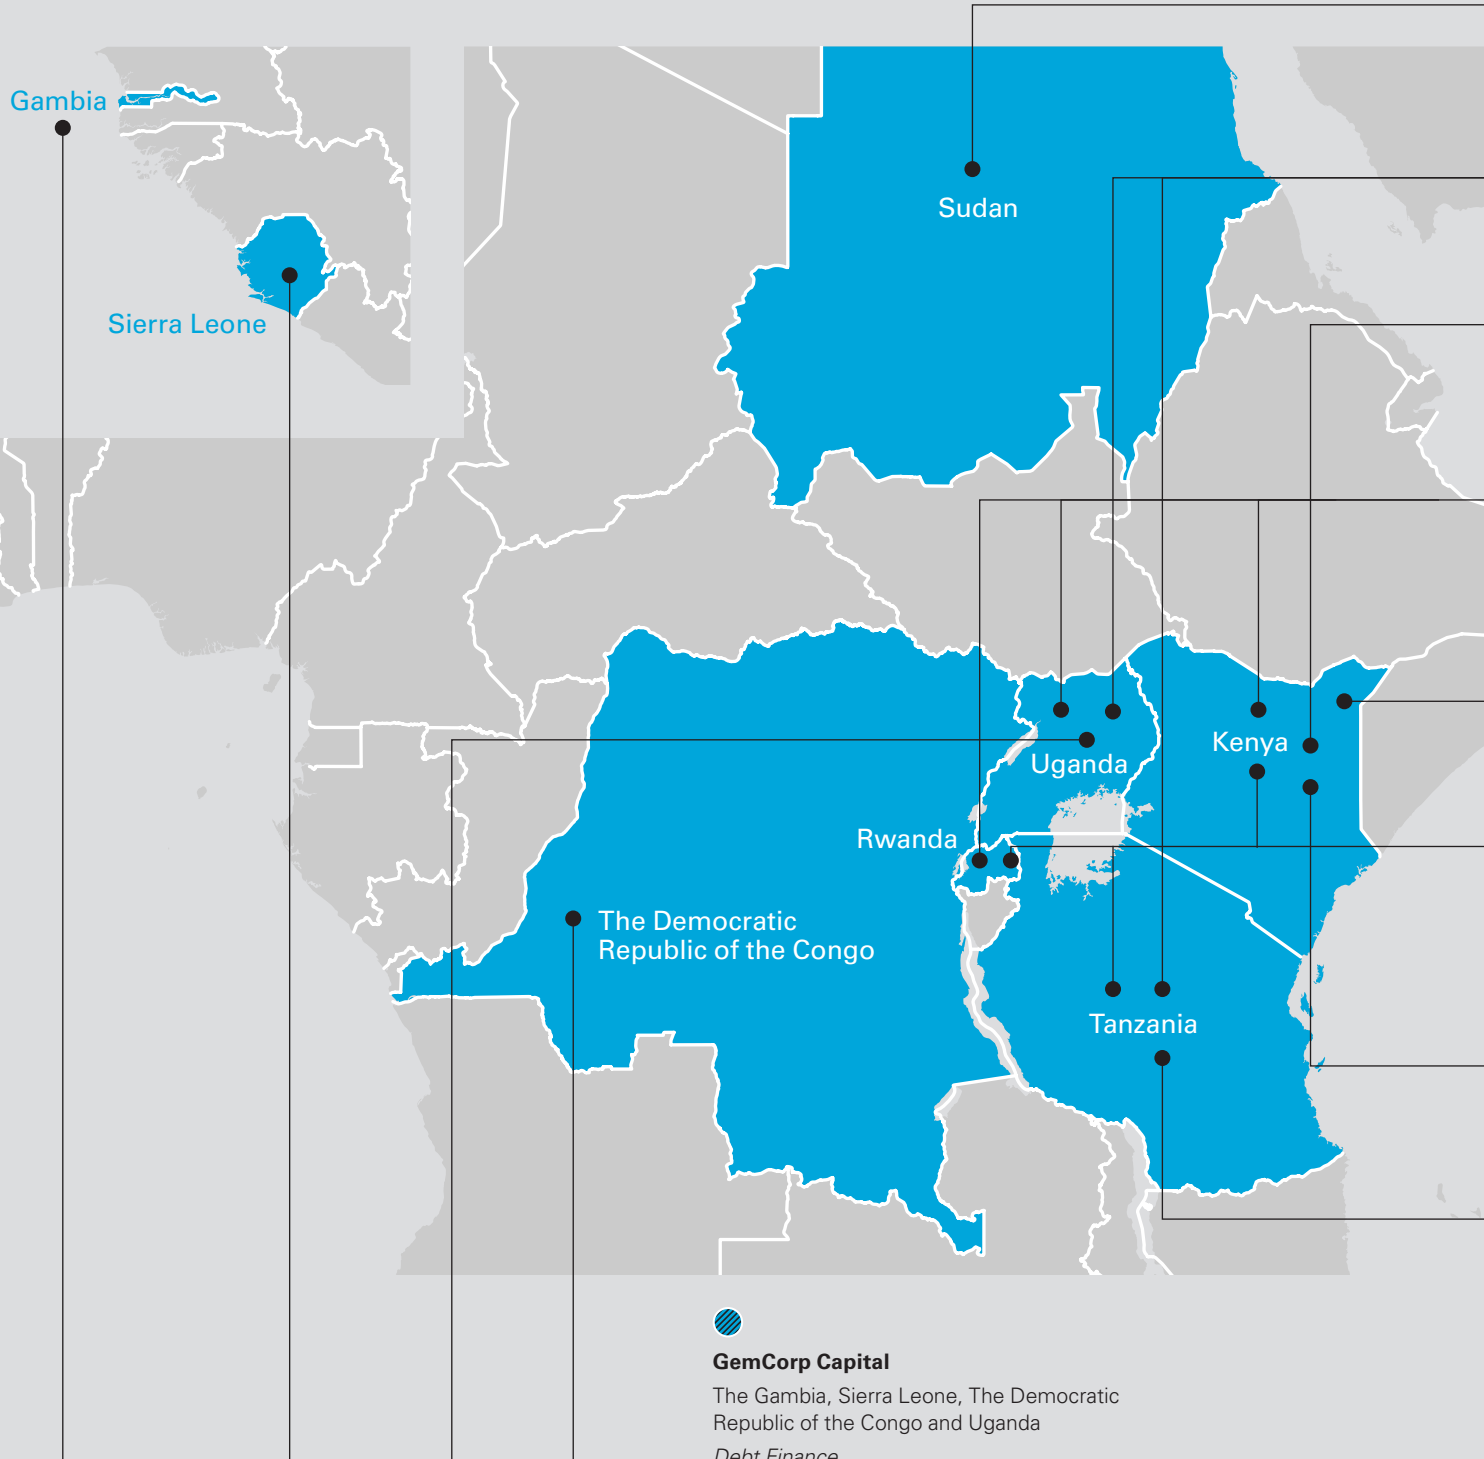 Gambia
Sudan
Sierra Leone
Kenya
Uganda
Rwanda
The Democratic
Republic of the Congo
Tanzania
GemCorp Capital
The Gambia, Sierra Leone, The Democratic
Republic of the Congo and Uganda
Debt Finance